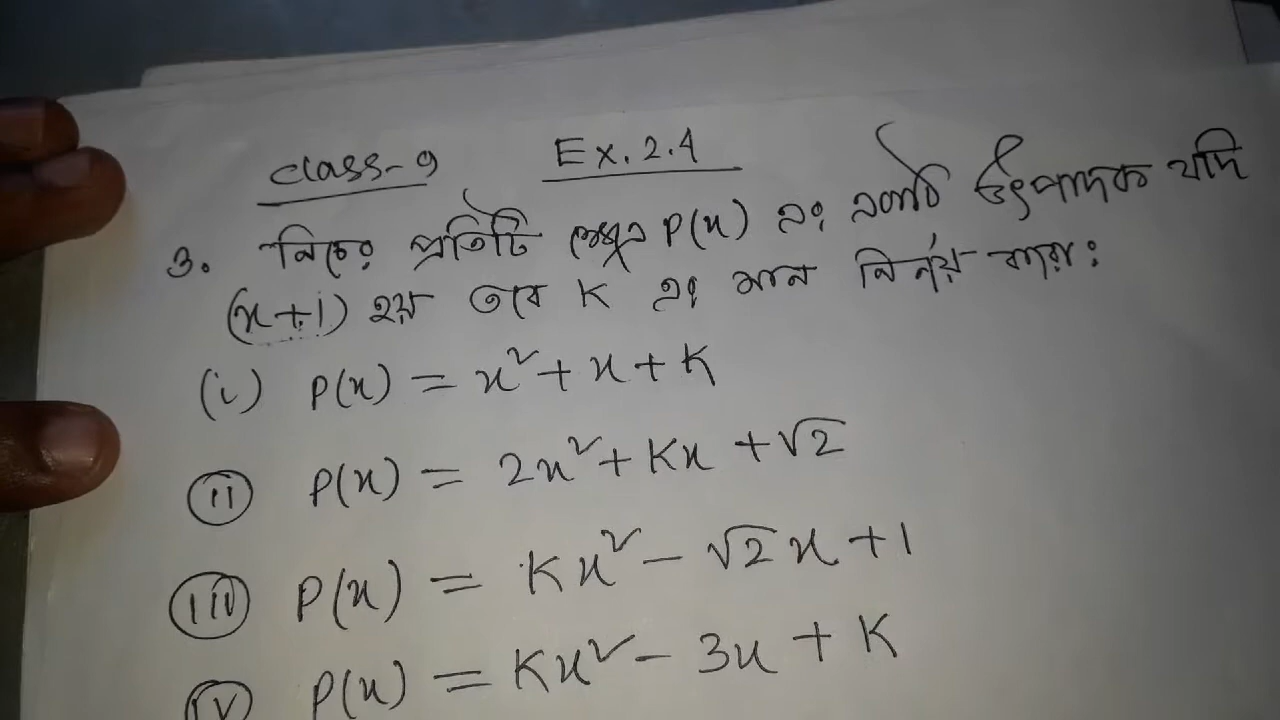 class-9 Ex.2.4
3. নিচের প্রতিটি ক্ষেত্রে P(x) এর একটি উৎপাদক যদি
(x+1) হয় তবে K এর মান নির্ণয় করো:
(i) P(x) = x² + x + K
(ii) P(x) = 2x² + Kx + √2
(iii) P(x) = Kx² - √2 x + 1
(iv) P(x) = Kx² - 3x + K